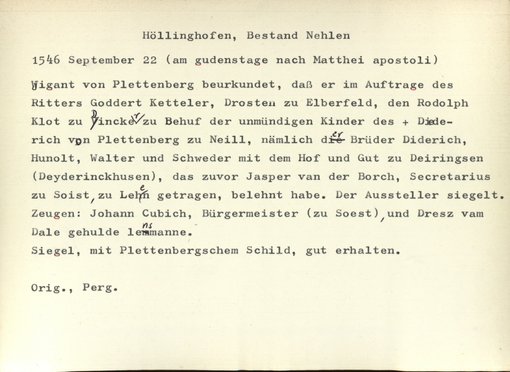 Höllinghofen, Bestand Nehlen
1546 September 22 (am gudenstage nach Matthei apostoli)
Wigant von Plettenberg beurkundet, daß er im Auftrage des
Ritters Goddert Ketteler, Drosten zu Elberfeld, den Rodolph
Klot zu Dincker zu Behuf der unmündigen Kinder des + Diede-
rich von Plettenberg zu Neill, nämlich der Brüder Diderich,
Hunolt, Walter und Schweder mit dem Hof und Gut zu Deiringsen
(Deyderinckhusen), das zuvor Jasper van der Borch, Secretarius
zu Soist, zu Lehen getragen, belehnt habe. Der Aussteller siegelt.
Zeugen: Johann Cubich, Bürgermeister (zu Soest), und Dresz vam
Dale gehulde lensmanne.
Siegel, mit Plettenbergschem Schild, gut erhalten.
Orig., Perg.